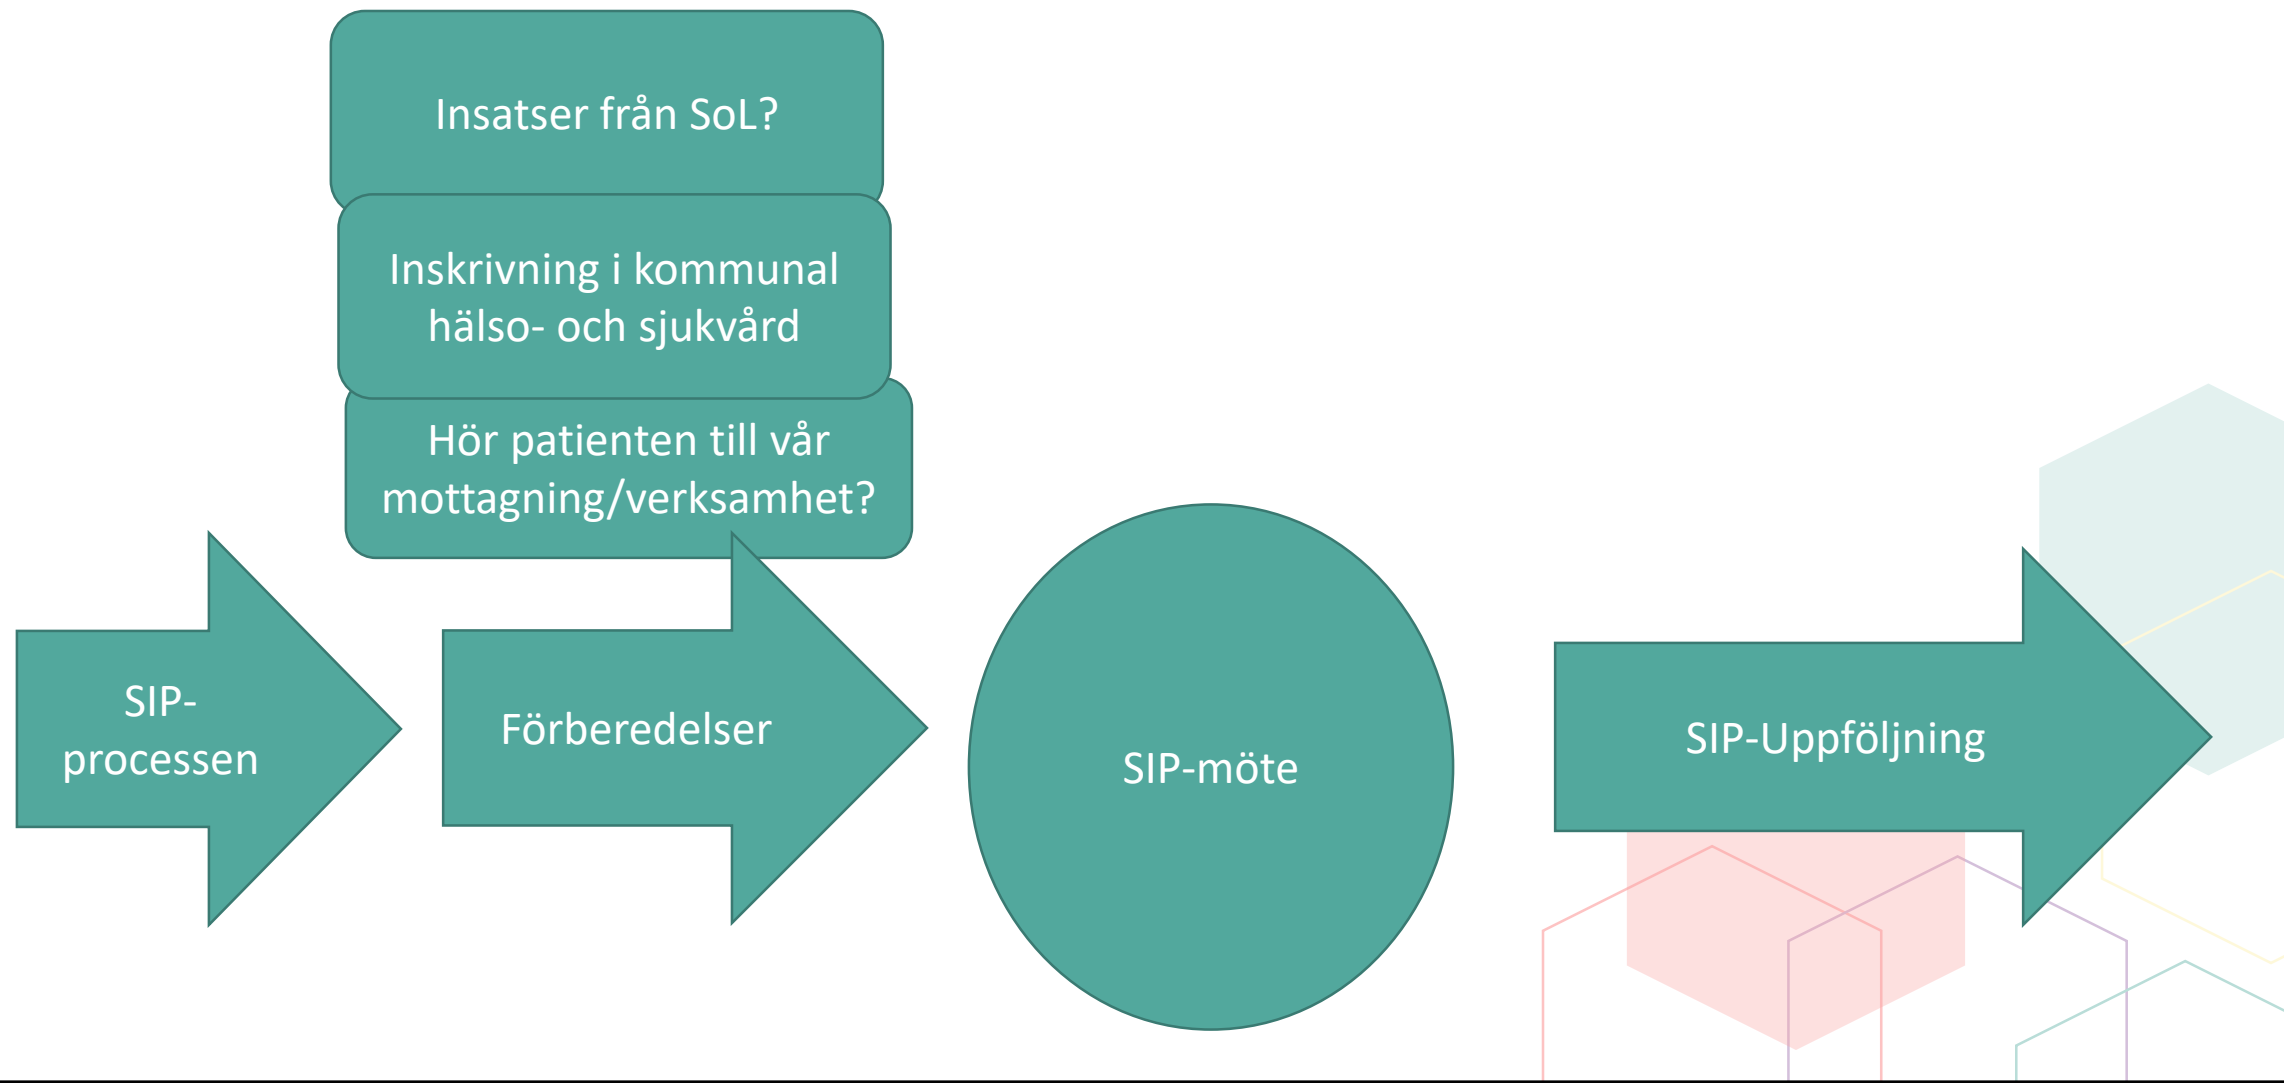 Insatser från SoL?
Inskrivning i kommunal
hälso- och sjukvård
Hör patienten till vår
mottagning/verksamhet?
SIP-
processen
Förberedelser
SIP-möte
SIP-Uppföljning